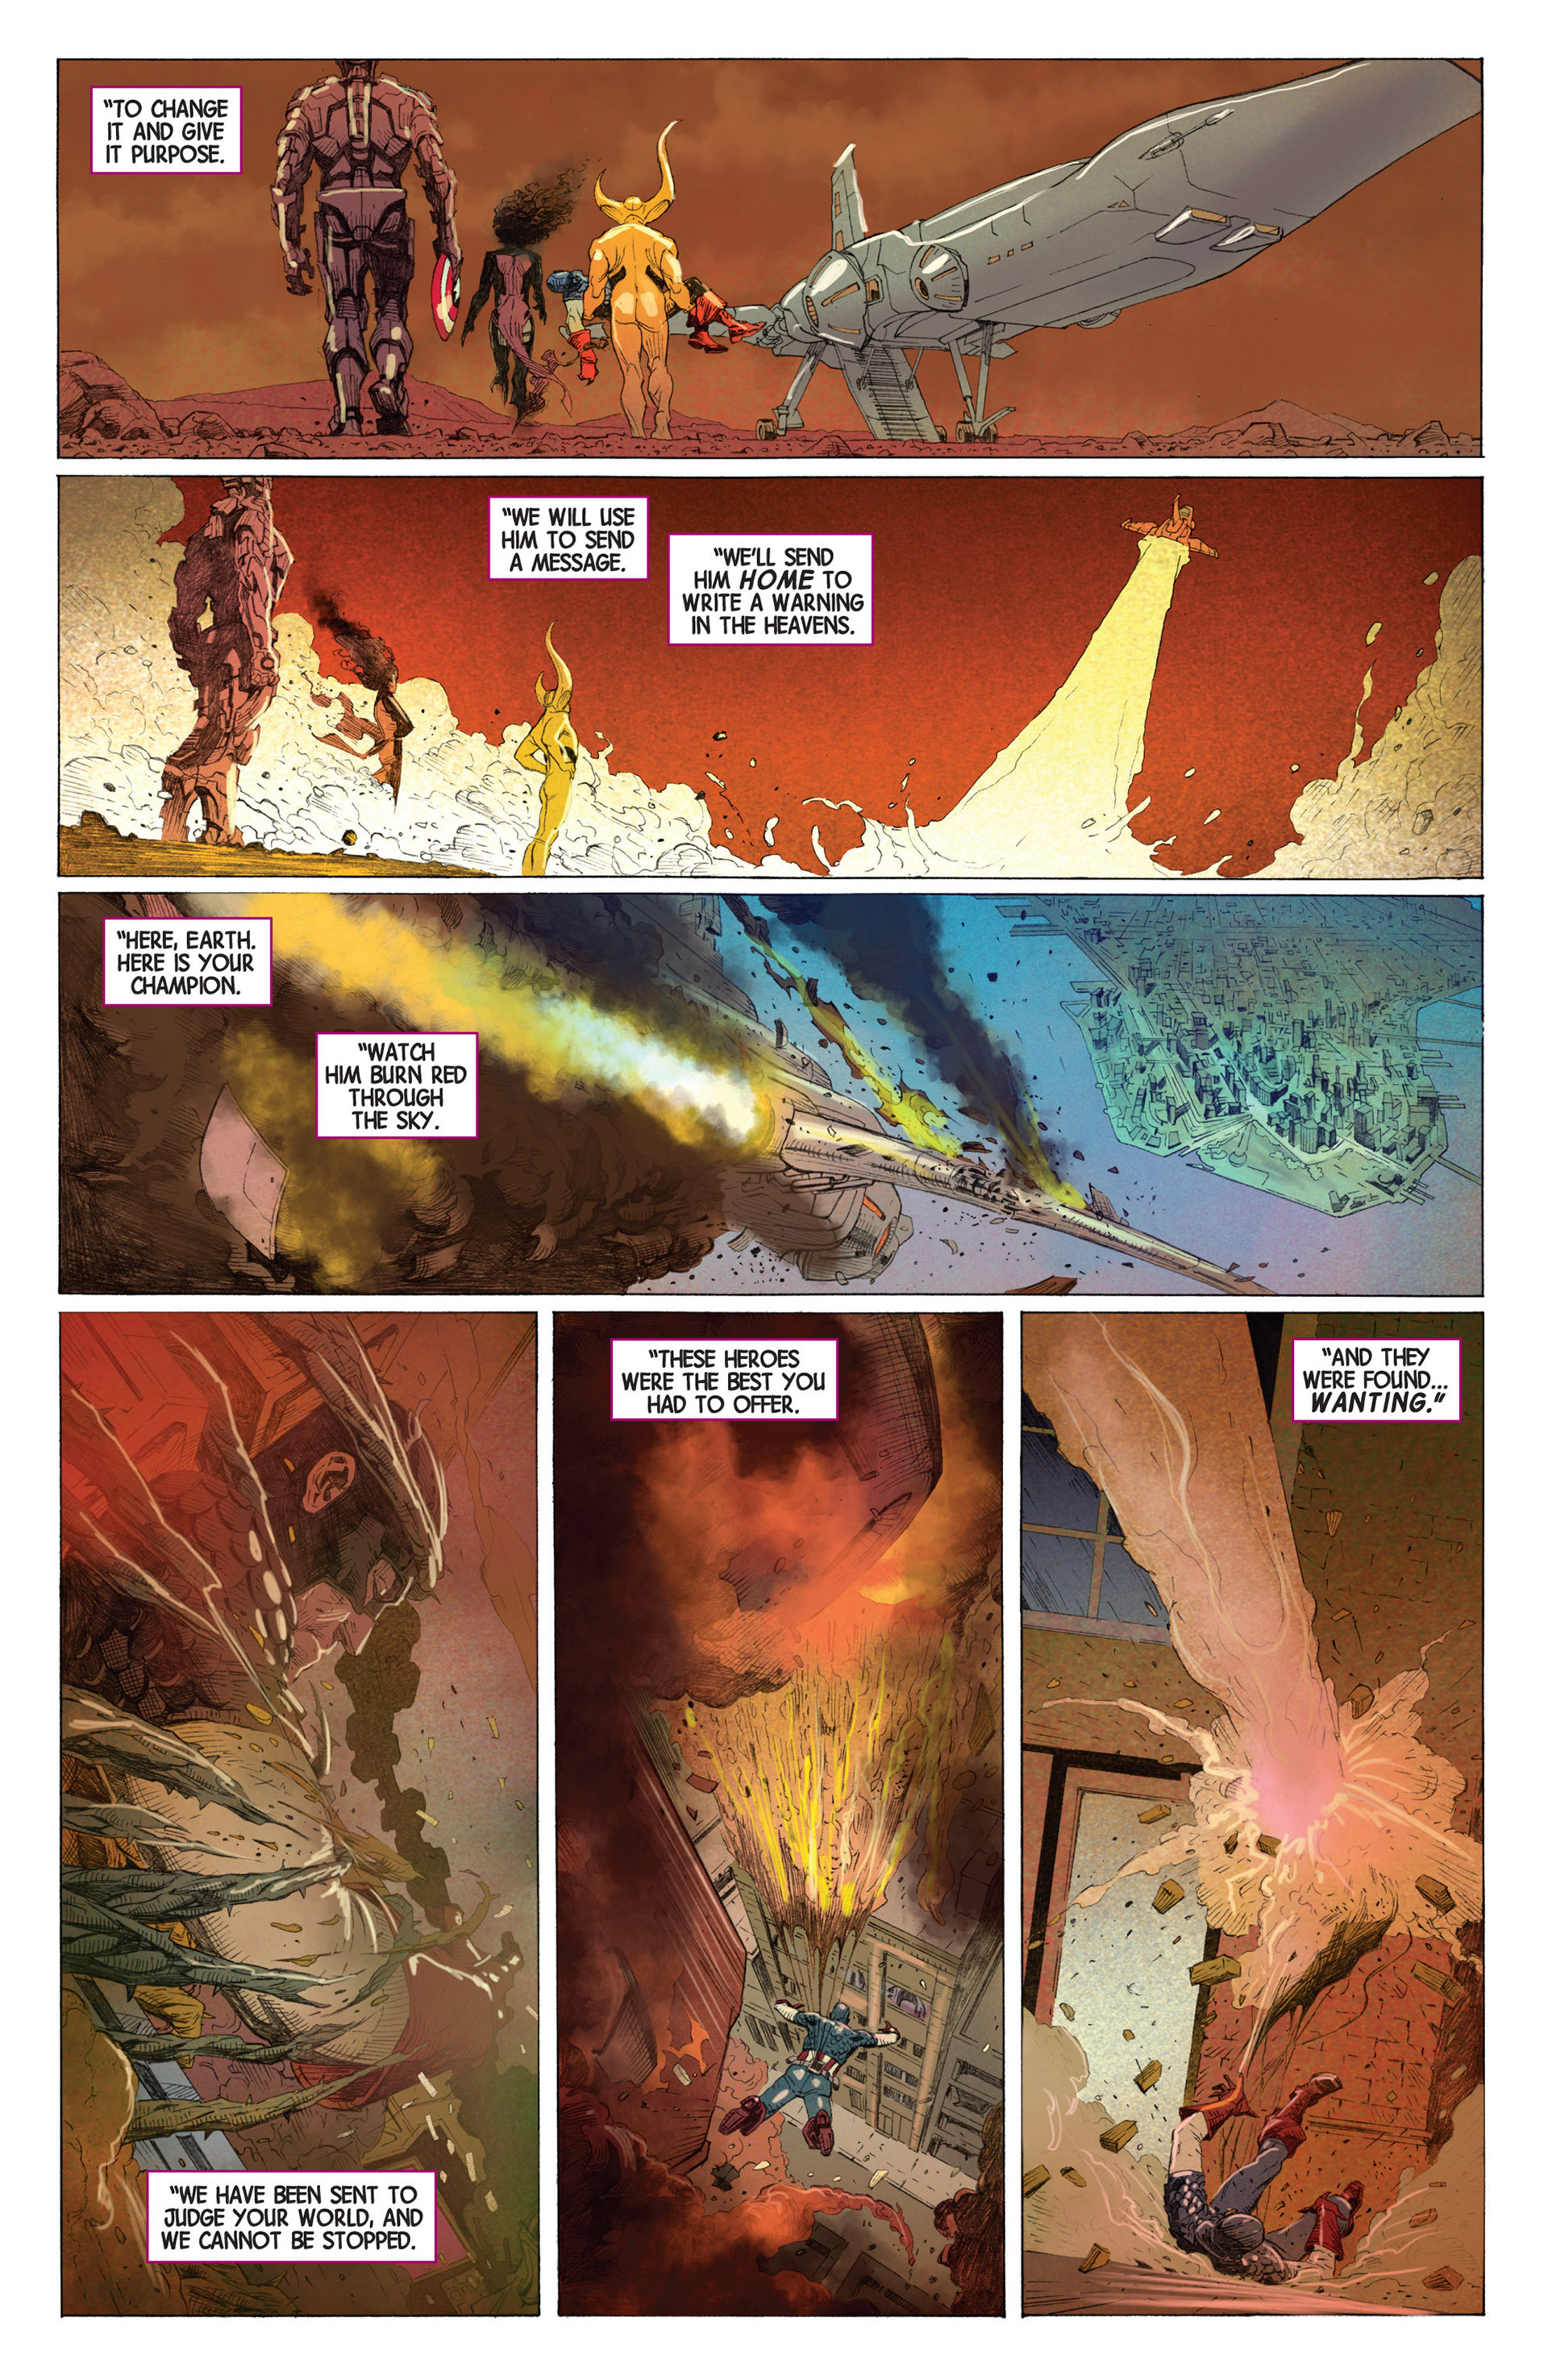 "TO CHANGE
IT AND GIVE
IT PURPOSE.
"WE WILL USE
HIM TO SEND
A MESSAGE.
"WE'LL SEND
HIM HOME TO
WRITE A WARNING
IN THE HEAVENS.
"HERE, EARTH.
HERE IS YOUR
CHAMPION.
"WATCH
HIM BURN RED
THROUGH
THE SKY.
"WE HAVE BEEN SENT TO
JUDGE YOUR WORLD, AND
WE CANNOT BE STOPPED.
"THESE HEROES
WERE THE BEST YOU
HAD TO OFFER.
"AND THEY
WERE FOUND...
WANTING."